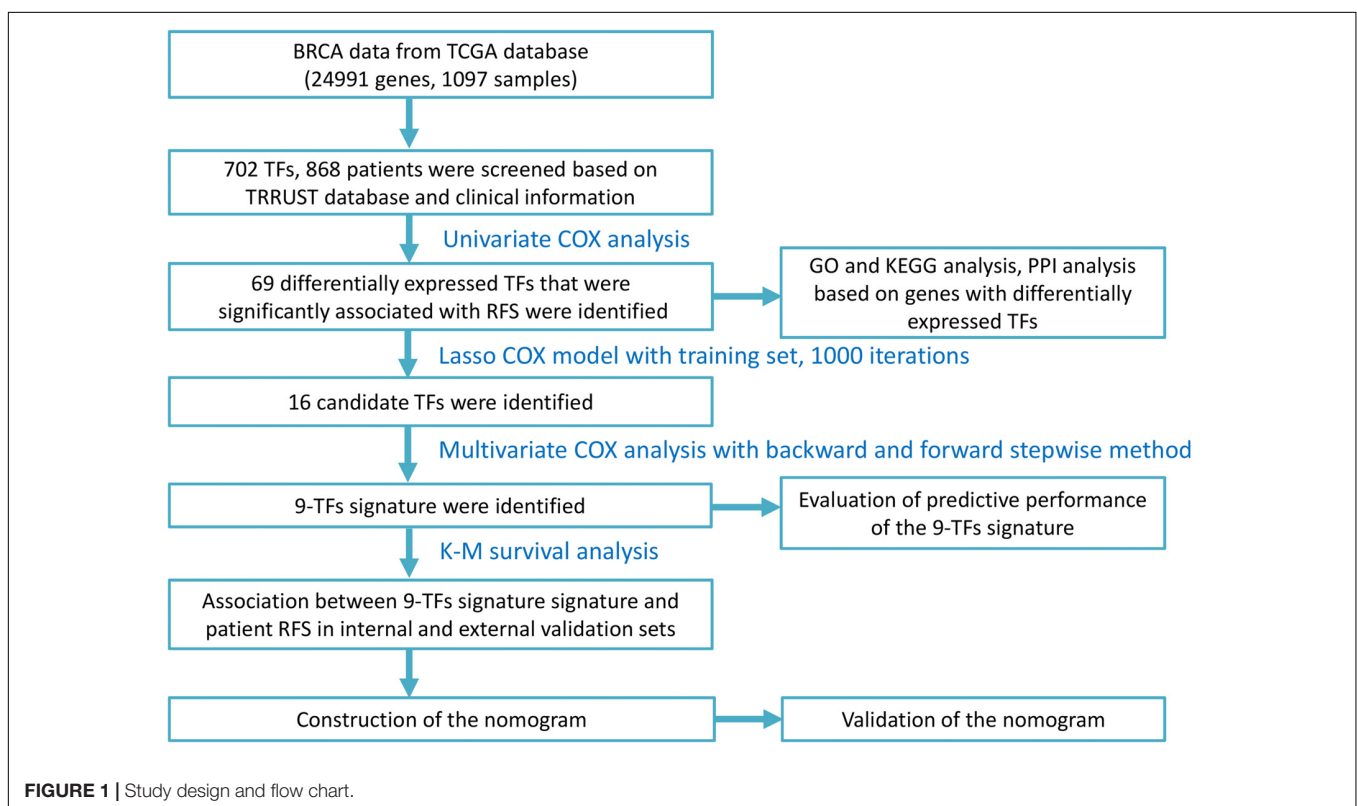 BRCA data from TCGA database
(24991 genes, 1097 samples)
702 TFs, 868 patients were screened based on
TRRUST database and clinical information
Univariate COX analysis
69 differentially expressed TFs that were
significantly associated with RFS were identified
GO and KEGG analysis, PPI analysis
based on genes with differentially
expressed TFs
Lasso COX model with training set, 1000 iterations
16 candidate TFs were identified
Multivariate COX analysis with backward and forward stepwise method
9-TFs signature were identified
Evaluation of predictive performance
of the 9-TFs signature
K-M survival analysis
Association between 9-TFs signature signature and
patient RFS in internal and external validation sets
Construction of the nomogram
Validation of the nomogram
FIGURE 1 | Study design and flow chart.